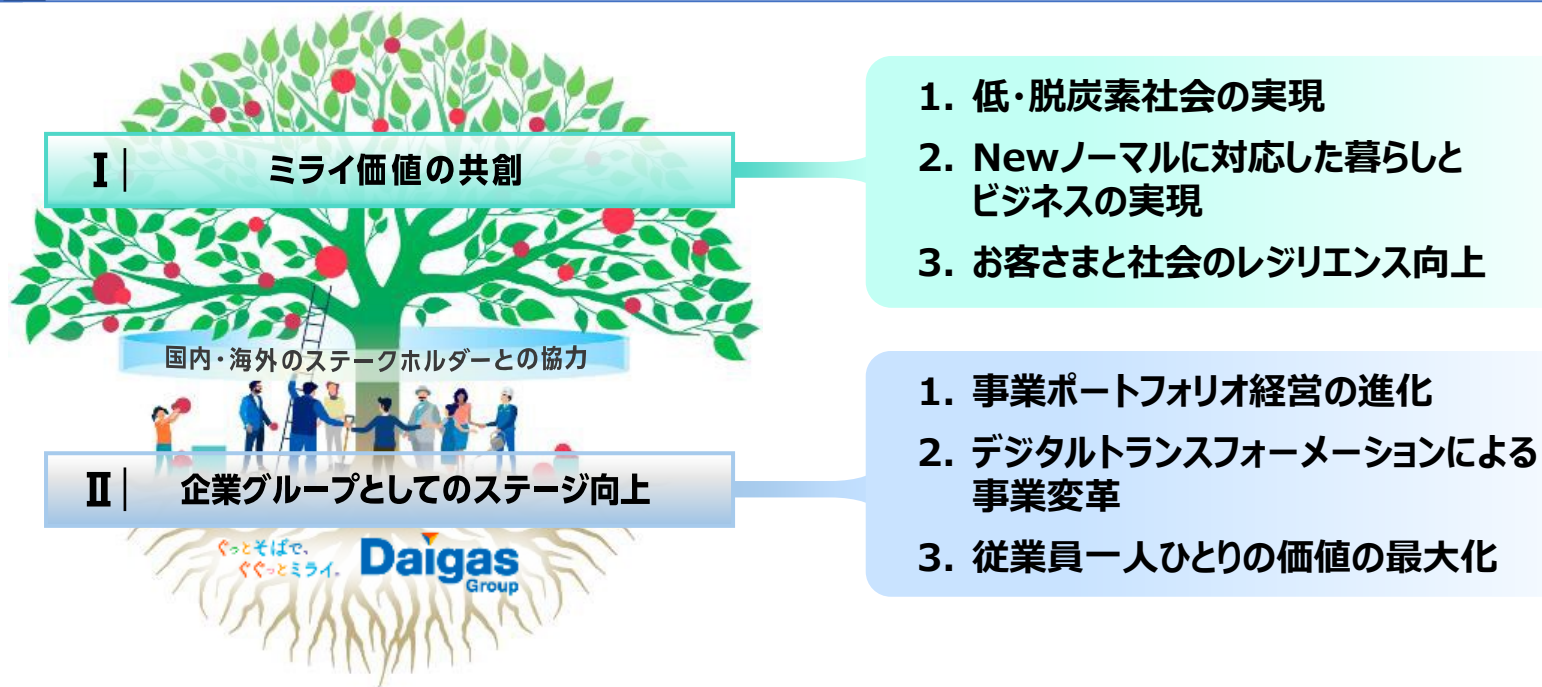 Ⅰ| ミライ価値の共創
1. 低・脱炭素社会の実現
2. Newノーマルに対応した暮らしと
ビジネスの実現
3. お客さまと社会のレジリエンス向上
国内・海外のステークホルダーとの協力
Ⅱ| 企業グループとしてのステージ向上
1. 事業ポートフォリオ経営の進化
2. デジタルトランスフォーメーションによる
事業変革
3. 従業員一人ひとりの価値の最大化
ぐっとそばで、
ぐぐっとミライ。
Daigas
Group